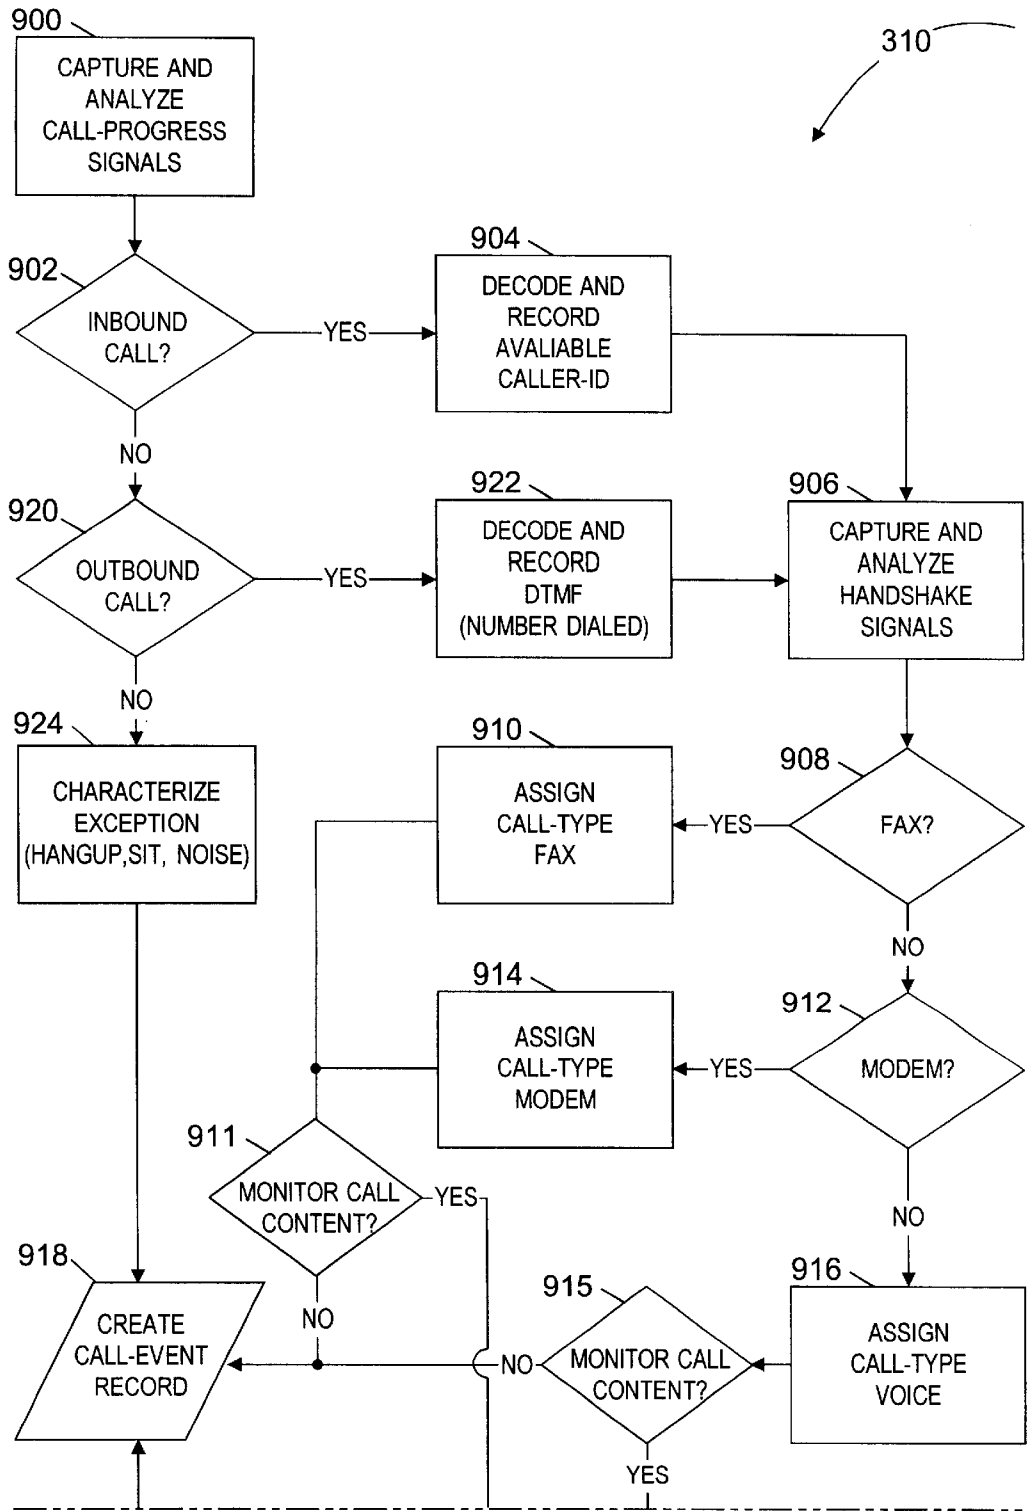 900
310
CAPTURE AND
ANALYZE
CALL-PROGRESS
SIGNALS
902
INBOUND
CALL?
YES
904
DECODE AND
RECORD
AVALIABLE
CALLER-ID
NO
920
OUTBOUND
CALL?
YES
922
DECODE AND
RECORD
DTMF
(NUMBER DIALED)
906
CAPTURE AND
ANALYZE
HANDSHAKE
SIGNALS
NO
924
CHARACTERIZE
EXCEPTION
(HANGUP,SIT, NOISE)
910
ASSIGN
CALL-TYPE
FAX
YES
908
FAX?
NO
914
ASSIGN
CALL-TYPE
MODEM
YES
912
MODEM?
911
MONITOR CALL
CONTENT?
YES
NO
NO
918
CREATE
CALL-EVENT
RECORD
915
MONITOR CALL
CONTENT?
NO
916
ASSIGN
CALL-TYPE
VOICE
YES